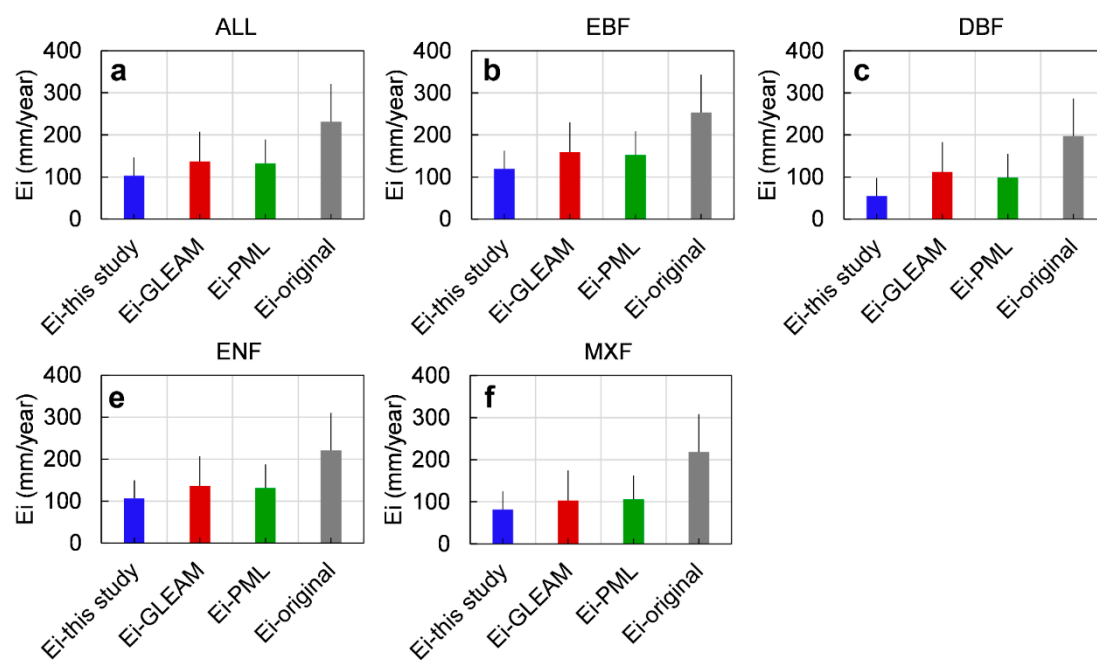 ALL
EBF
DBF
400
300
200
100
0
Ei (mm/year)
a
Ei-this study
Ei-GLEAM
Ei-PML
Ei-original
400
300
200
100
0
Ei (mm/year)
b
Ei-this study
Ei-GLEAM
Ei-PML
Ei-original
400
300
200
100
0
Ei (mm/year)
c
Ei-this study
Ei-GLEAM
Ei-PML
Ei-original
ENF
MXF
400
300
200
100
0
Ei (mm/year)
e
Ei-this study
Ei-GLEAM
Ei-PML
Ei-original
400
300
200
100
0
Ei (mm/year)
f
Ei-this study
Ei-GLEAM
Ei-PML
Ei-original